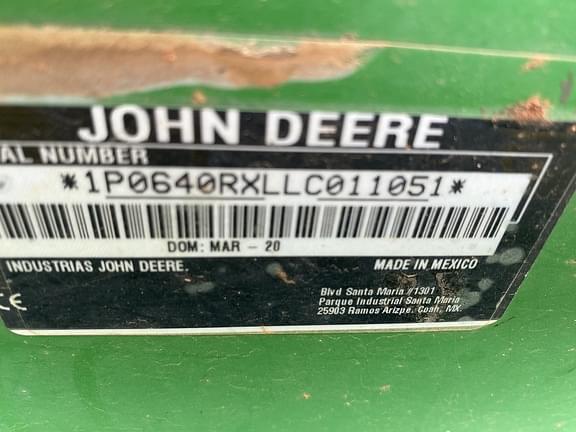 JOHN DEERE
AL NUMBER
*1P0640RXLLC011051*
DOM: MAR - 20
INDUSTRIAS JOHN DEERE. MADE IN MEXICO
CE
Blvd Santa Maria #1301
Parque Industrial Santa Maria
25903 Ramos Arizpe. Coah, MX.